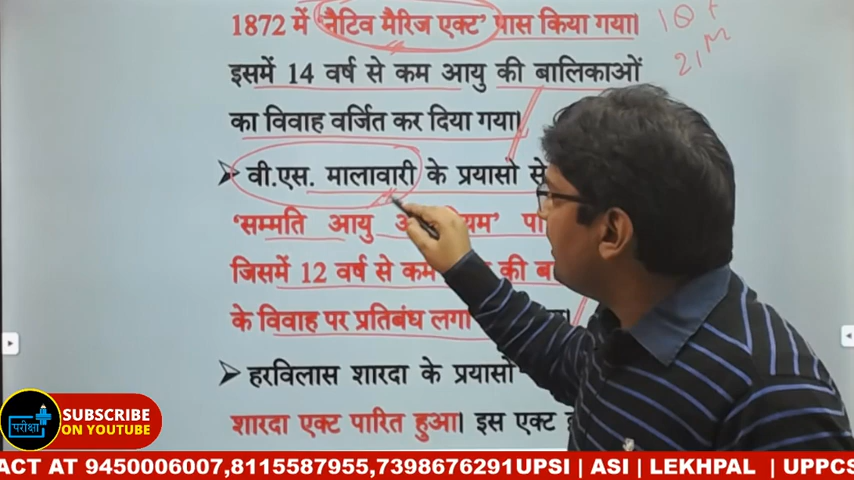 1872 में 'नैटिव मैरिज एक्ट' पास किया गया।
18 F
21 M
इसमें 14 वर्ष से कम आयु की बालिकाओं
का विवाह वर्जित कर दिया गया।
➤ वी.एस. मालावारी के प्रयासो से
'सम्मति आयु
जिसमें 12 वर्ष से कम की
के विवाह पर प्रतिबंध लगा
➤ हरविलास शारदा के प्रयासो
शारदा एक्ट पारित हुआ। इस एक्ट
परीक्षा
SUBSCRIBE
ON YOUTUBE
ACT AT 9450006007,8115587955,7398676291UPSI | ASI | LEKHPAL | UPPCS